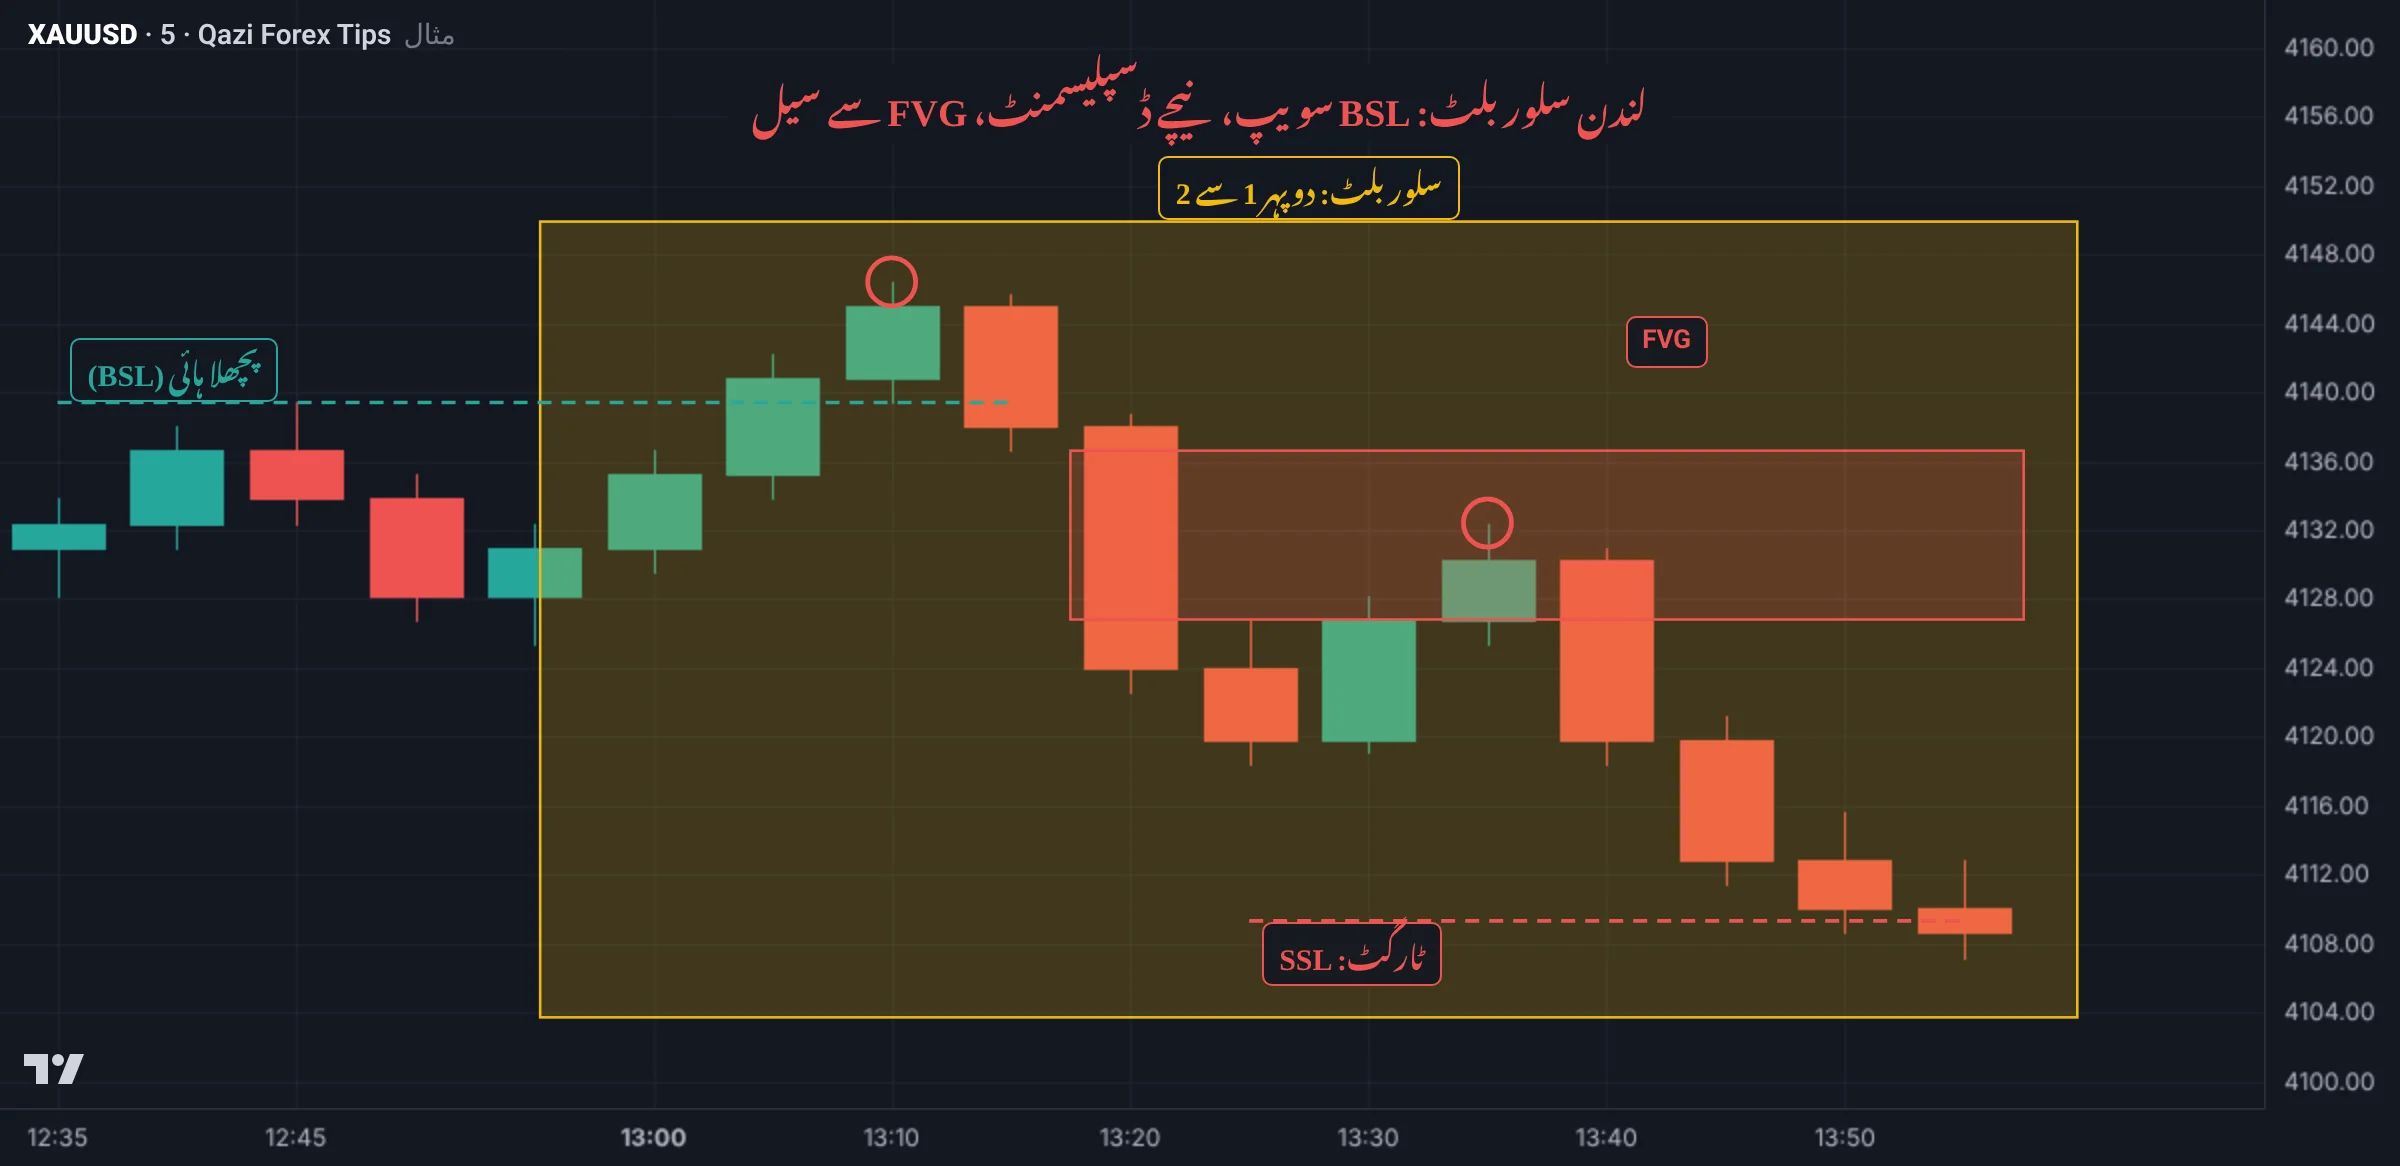 XAUUSD · 5 · Qazi Forex Tips مثال
لندن سلور بلٹ: BSL سویپ، نیچے ڈسپلیسمنٹ، FVG سے سیل
سلور بلٹ: دوپہر 1 سے 2
پچھلا ہائی (BSL)
FVG
ٹارگٹ: SSL
4160.00
4156.00
4152.00
4148.00
4144.00
4140.00
4136.00
4132.00
4128.00
4124.00
4120.00
4116.00
4112.00
4108.00
4104.00
4100.00
12:35 12:45 13:00 13:10 13:20 13:30 13:40 13:50